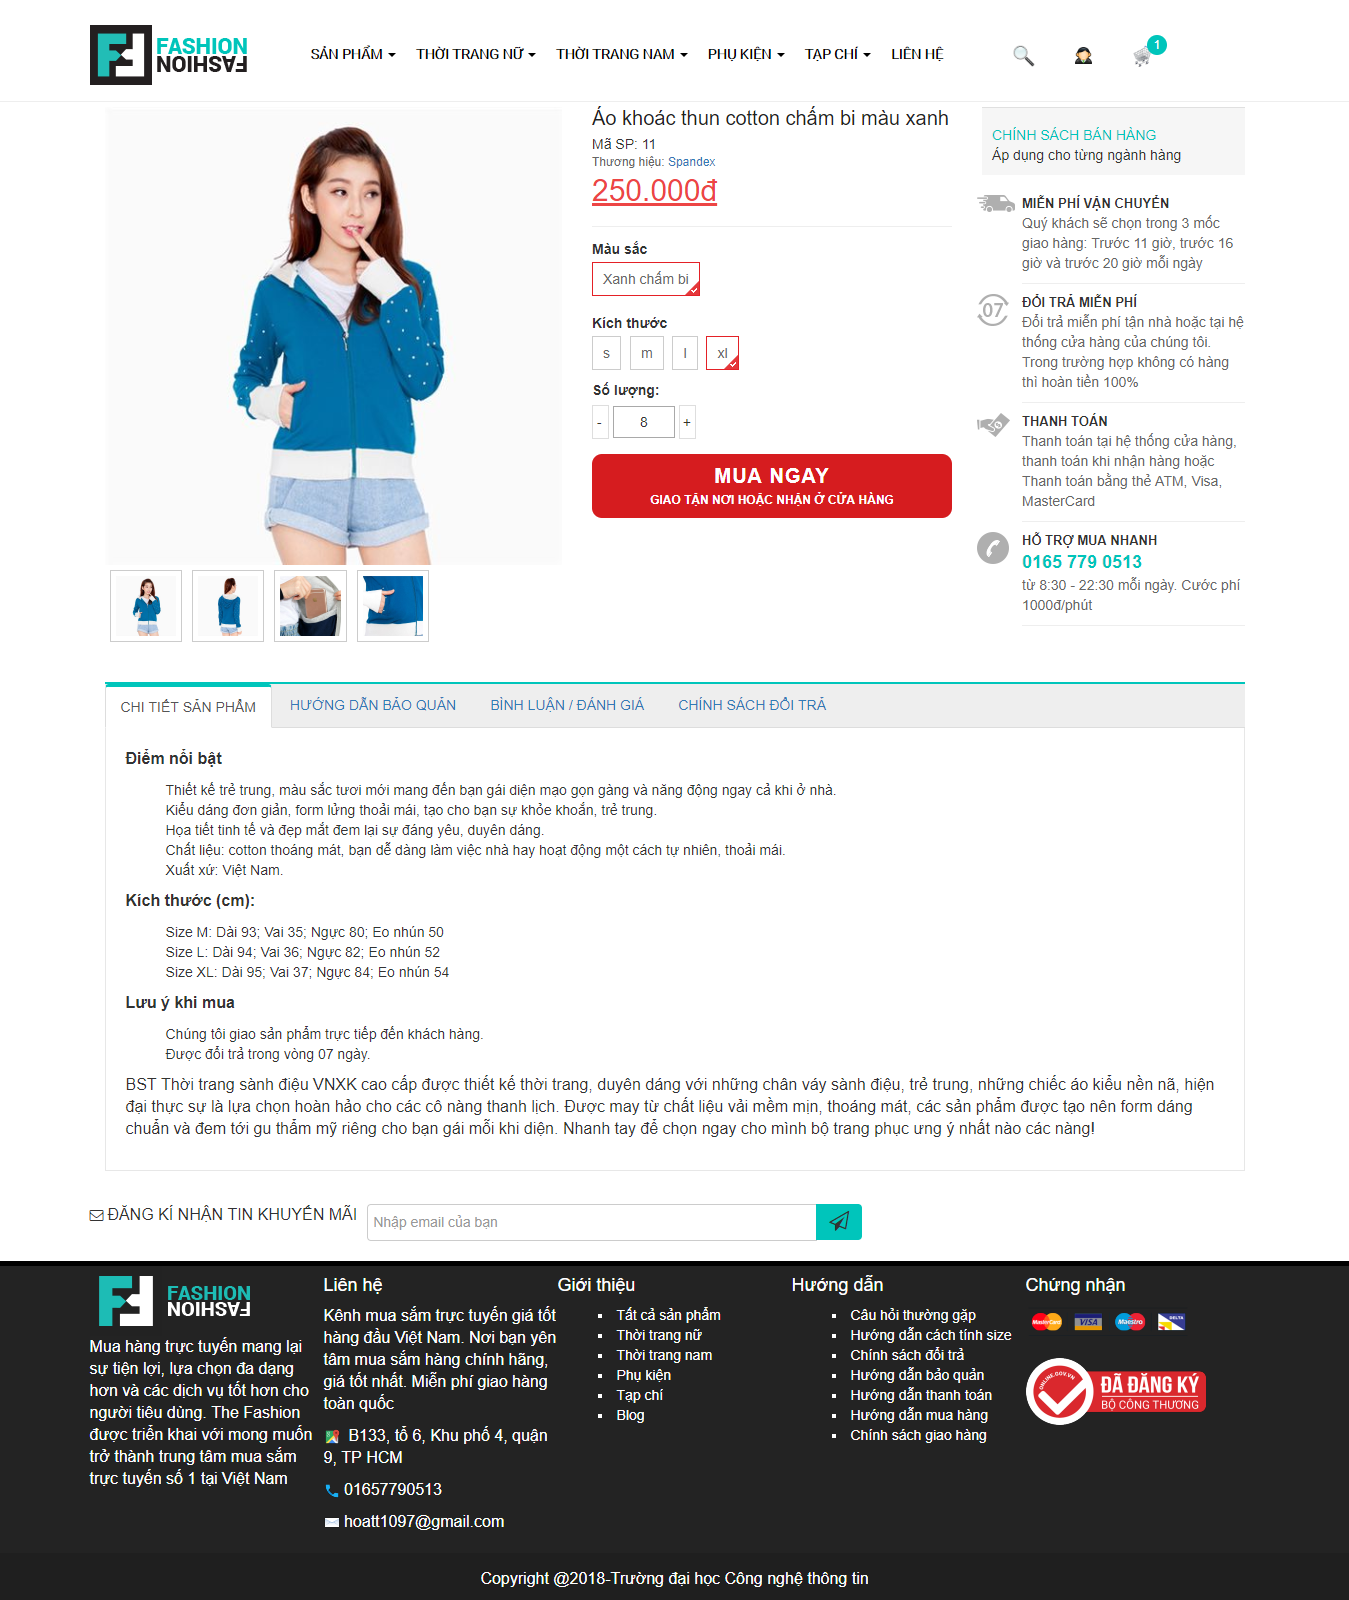 FASHION
FASHION
SẢN PHẨM
THỜI TRANG NỮ
THỜI TRANG NAM
PHỤ KIỆN
TẠP CHÍ
LIÊN HỆ
1
Áo khoác thun cotton chấm bi màu xanh
Mã SP: 11
Thương hiệu: Spandex
250.000đ
Màu sắc
Xanh chấm bi
Kích thước
s m l xl
Số lượng:
- 8 +
MUA NGAY
GIAO TẬN NƠI HOẶC NHẬN Ở CỬA HÀNG
CHÍNH SÁCH BÁN HÀNG
Áp dụng cho từng ngành hàng
MIỄN PHÍ VẬN CHUYỂN
Quý khách sẽ chọn trong 3 mốc
giao hàng: Trước 11 giờ, trước 16
giờ và trước 20 giờ mỗi ngày
07
ĐỔI TRẢ MIỄN PHÍ
Đổi trả miễn phí tận nhà hoặc tại hệ
thống cửa hàng của chúng tôi.
Trong trường hợp không có hàng
thì hoàn tiền 100%
THANH TOÁN
Thanh toán tại hệ thống cửa hàng,
thanh toán khi nhận hàng hoặc
Thanh toán bằng thẻ ATM, Visa,
MasterCard
HỖ TRỢ MUA NHANH
0165 779 0513
từ 8:30 - 22:30 mỗi ngày. Cước phí
1000đ/phút
CHI TIẾT SẢN PHẨM
HƯỚNG DẪN BẢO QUẢN
BÌNH LUẬN / ĐÁNH GIÁ
CHÍNH SÁCH ĐỔI TRẢ
Điểm nổi bật
Thiết kế trẻ trung, màu sắc tươi mới mang đến bạn gái diện mạo gọn gàng và năng động ngay cả khi ở nhà.
Kiểu dáng đơn giản, form lửng thoải mái, tạo cho bạn sự khỏe khoắn, trẻ trung.
Họa tiết tinh tế và đẹp mắt đem lại sự đáng yêu, duyên dáng.
Chất liệu: cotton thoáng mát, bạn dễ dàng làm việc nhà hay hoạt động một cách tự nhiên, thoải mái.
Xuất xứ: Việt Nam.
Kích thước (cm):
Size M: Dài 93; Vai 35; Ngực 80; Eo nhún 50
Size L: Dài 94; Vai 36; Ngực 82; Eo nhún 52
Size XL: Dài 95; Vai 37; Ngực 84; Eo nhún 54
Lưu ý khi mua
Chúng tôi giao sản phẩm trực tiếp đến khách hàng.
Được đổi trả trong vòng 07 ngày.
BST Thời trang sành điệu VNXK cao cấp được thiết kế thời trang, duyên dáng với những chân váy sành điệu, trẻ trung, những chiếc áo kiểu nền nã, hiện
đại thực sự là lựa chọn hoàn hảo cho các cô nàng thanh lịch. Được may từ chất liệu vải mềm mịn, thoáng mát, các sản phẩm được tạo nên form dáng
chuẩn và đem tới gu thẩm mỹ riêng cho bạn gái mỗi khi diện. Nhanh tay để chọn ngay cho mình bộ trang phục ưng ý nhất nào các nàng!
ĐĂNG KÍ NHẬN TIN KHUYẾN MÃI
Nhập email của bạn
FASHION
FASHION
Mua hàng trực tuyến mang lại
sự tiện lợi, lựa chọn đa dạng
hơn và các dịch vụ tốt hơn cho
người tiêu dùng. The Fashion
được triển khai với mong muốn
trở thành trung tâm mua sắm
trực tuyến số 1 tại Việt Nam
Liên hệ
Kênh mua sắm trực tuyến giá tốt
hàng đầu Việt Nam. Nơi bạn yên
tâm mua sắm hàng chính hãng,
giá tốt nhất. Miễn phí giao hàng
toàn quốc
B133, tổ 6, Khu phố 4, quận
9, TP HCM
01657790513
hoatt1097@gmail.com
Giới thiệu
Tất cả sản phẩm
Thời trang nữ
Thời trang nam
Phụ kiện
Tạp chí
Blog
Hướng dẫn
Câu hỏi thường gặp
Hướng dẫn cách tính size
Chính sách đổi trả
Hướng dẫn bảo quản
Hướng dẫn thanh toán
Hướng dẫn mua hàng
Chính sách giao hàng
Chứng nhận
MasterCard VISA Maestro DELTA
ONLINE.GOV.VN
ĐÃ ĐĂNG KÝ
BỘ CÔNG THƯƠNG
Copyright @2018-Trường đại học Công nghệ thông tin